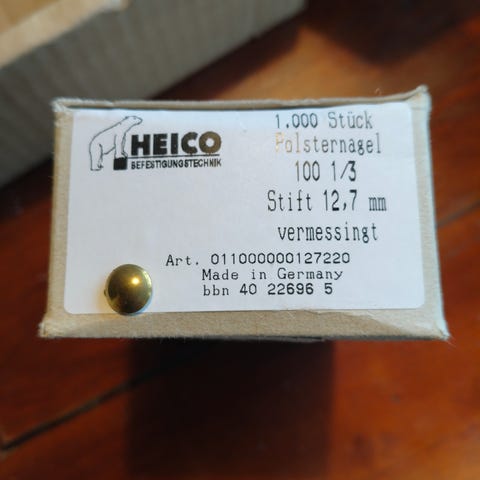 HEICO
BEFESTIGUNGSTECHNIK
1.000 Stück
Polsternagel
100 1/3
Stift 12,7 mm
vermessingt
Art. 011000000127220
Made in Germany
bbn 40 22696 5